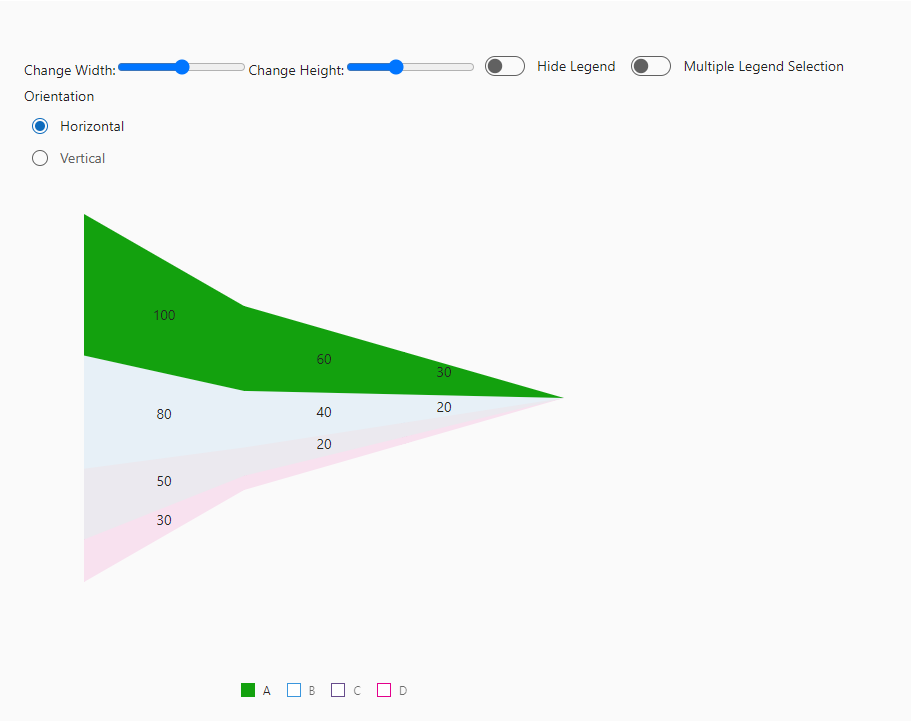 Change Width: Change Height: Hide Legend Multiple Legend Selection
Orientation
Horizontal
Vertical
100
60
30
80
40
20
20
50
30
A B C D